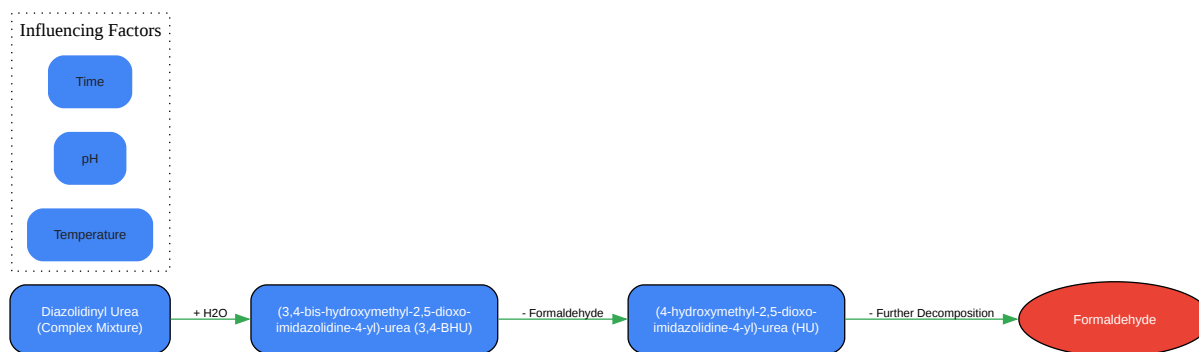 Influencing Factors
Time
pH
Temperature
Diazolidinyl Urea
(Complex Mixture)
+ H2O
(3,4-bis-hydroxymethyl-2,5-dioxo-
imidazolidine-4-yl)-urea (3,4-BHU)
- Formaldehyde
(4-hydroxymethyl-2,5-dioxo-
imidazolidine-4-yl)-urea (HU)
- Further Decomposition
Formaldehyde